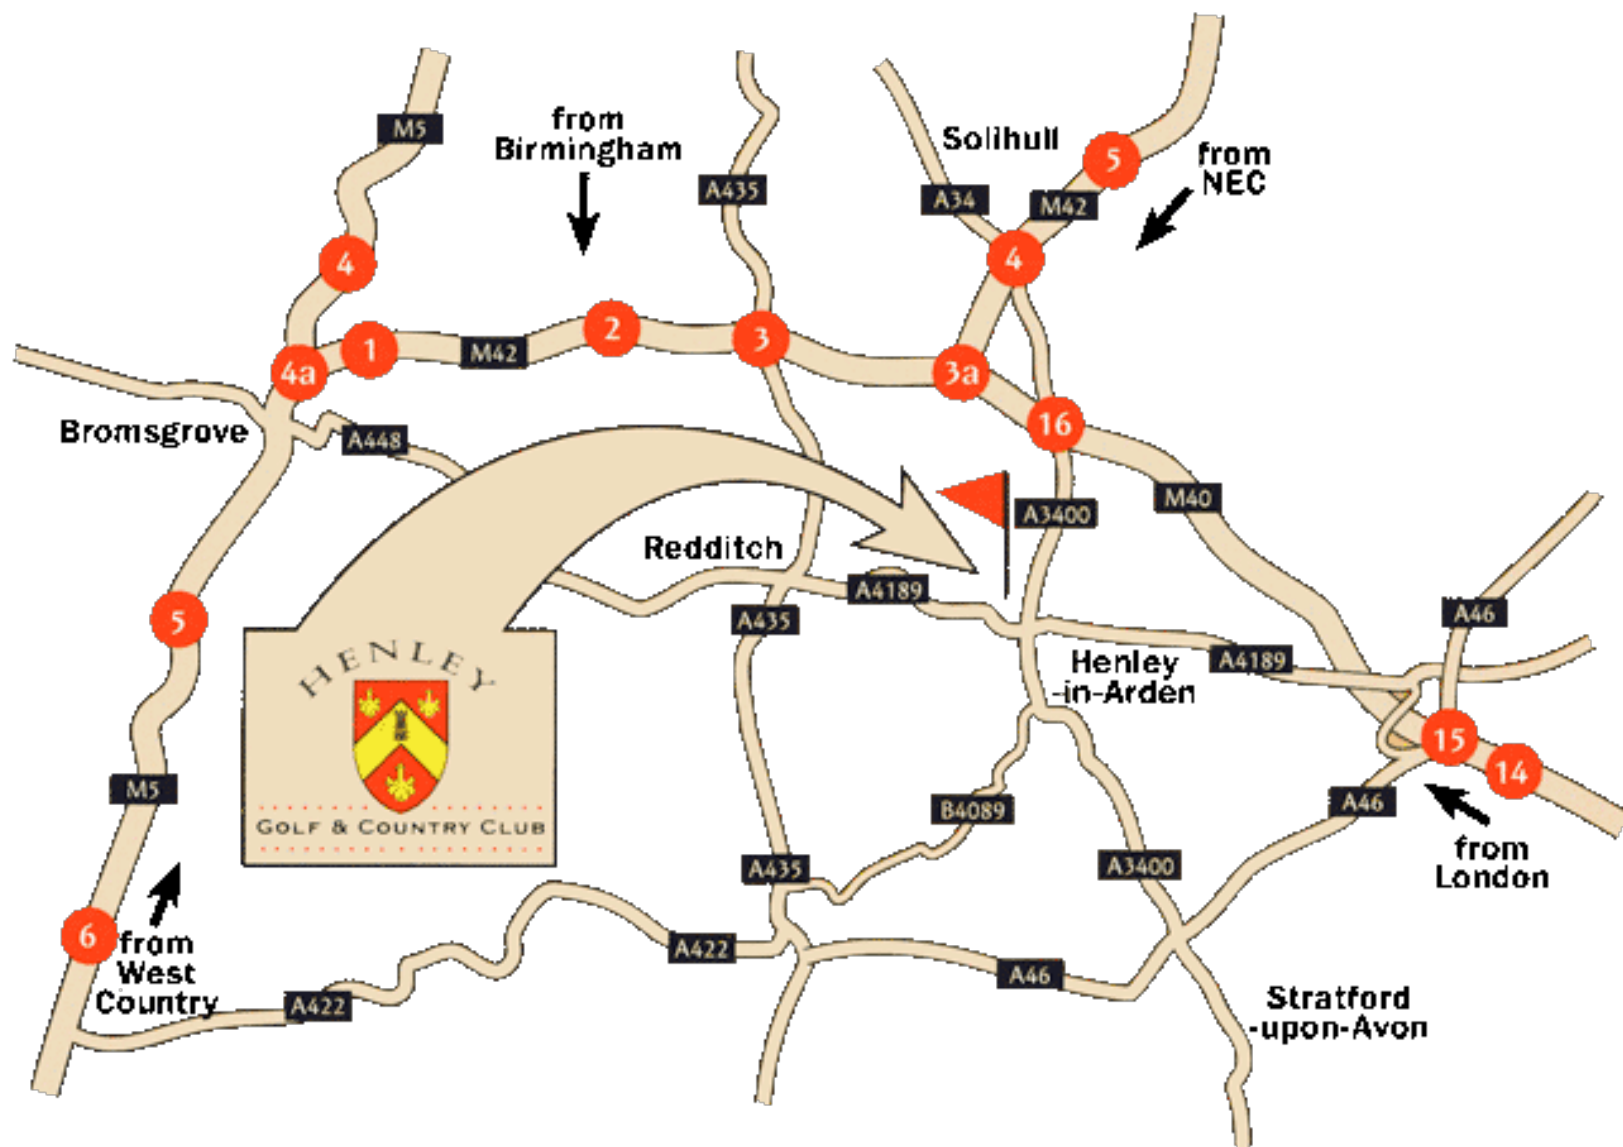 M5
from
Birmingham
A435
Solihull
A34
M42
5
from
NEC
4
4
1
M42
2
3
3a
4a
16
Bromsgrove
A448
A3400
M40
Redditch
A4189
5
A435
A46
HENLEY
GOLF & COUNTRY CLUB
Henley
-in-Arden
A4189
15
14
M5
B4089
A46
from
London
A435
A3400
6
from
West
Country
A422
A422
A46
Stratford
-upon-Avon